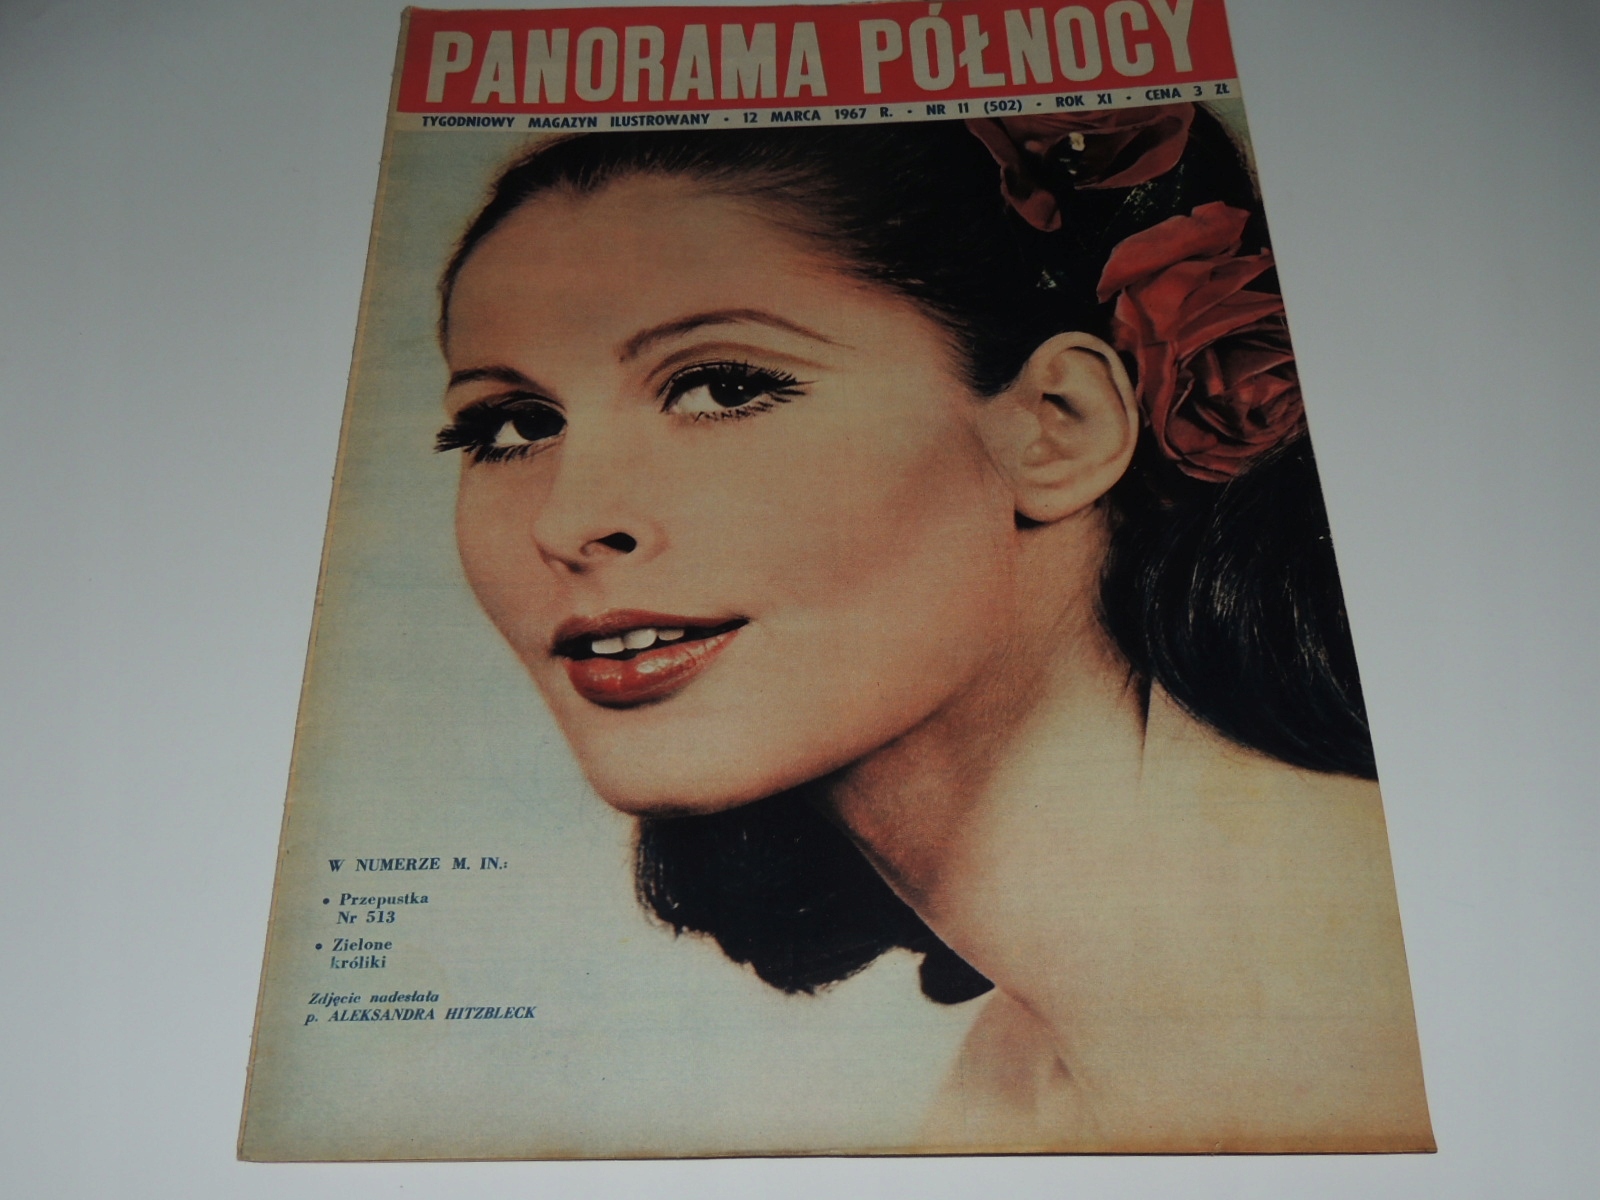 PANORAMA PÓŁNOCY
TYGODNIOWY MAGAZYN ILUSTROWANY • 12 MARCA 1967 R. • NR 11 (502) • ROK XI • CENA 3 ZŁ
W NUMERZE M. IN.:
• Przepustka
Nr 513
• Zielone
króliki
Zdjęcie nadesłała
p. ALEKSANDRA HITZBLECK